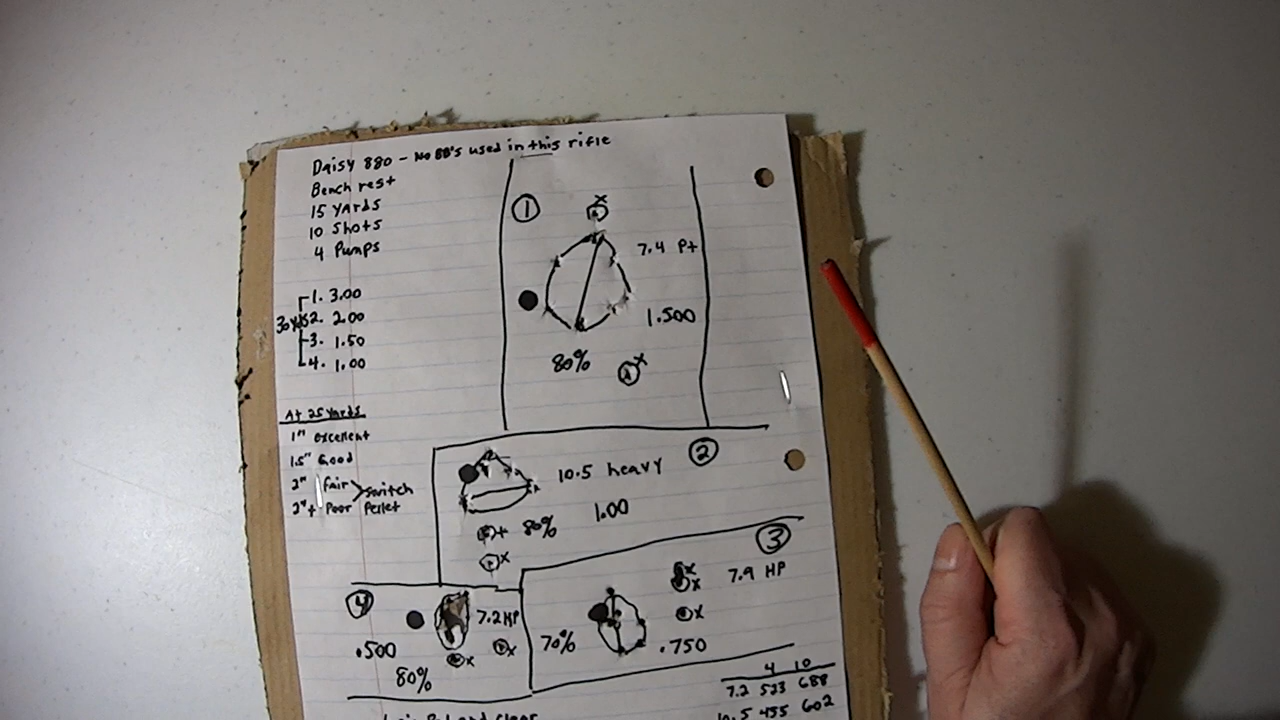 Daisy 880 - No BB's used in this rifle
Bench rest
15 Yards
10 Shots
4 Pumps
1. 3.00
2. 2.00
3. 1.50
4. 1.00
At 25 yards
1" excellent
1.5" Good
2" Fair
2"+ Poor
switch
Pellet
1
x
7.4 Pt
1.500
80%
x
2
10.5 heavy
1.00
80%
x
3
7.9 HP
x
x
x
70%
.750
4
7.2 HP
.500
x
x
80%
4 10
7.2 523 688
10.5 455 602